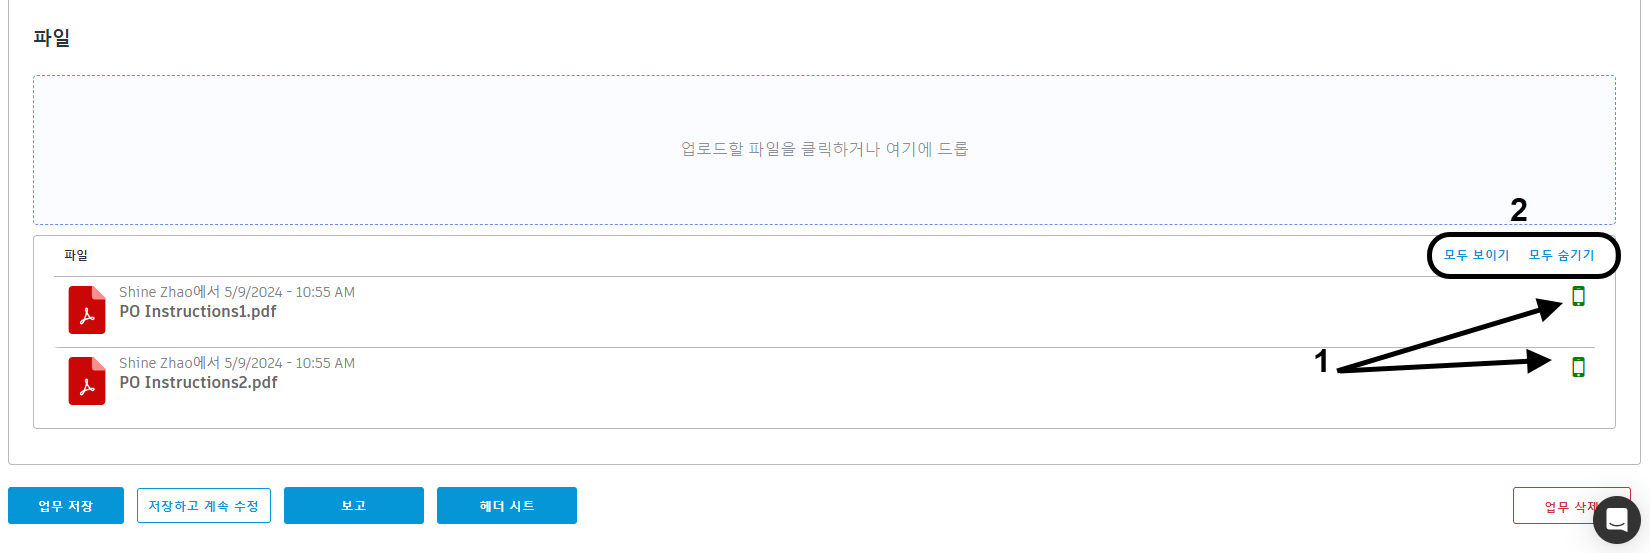 파일
업로드할 파일을 클릭하거나 여기에 드롭
2
파일 모두 보이기 모두 숨기기
Shine Zhao에서 5/9/2024 - 10:55 AM
PO Instructions1.pdf
1
Shine Zhao에서 5/9/2024 - 10:55 AM
PO Instructions2.pdf
업무 저장 저장하고 계속 수정 보고 헤더 시트 업무 삭제